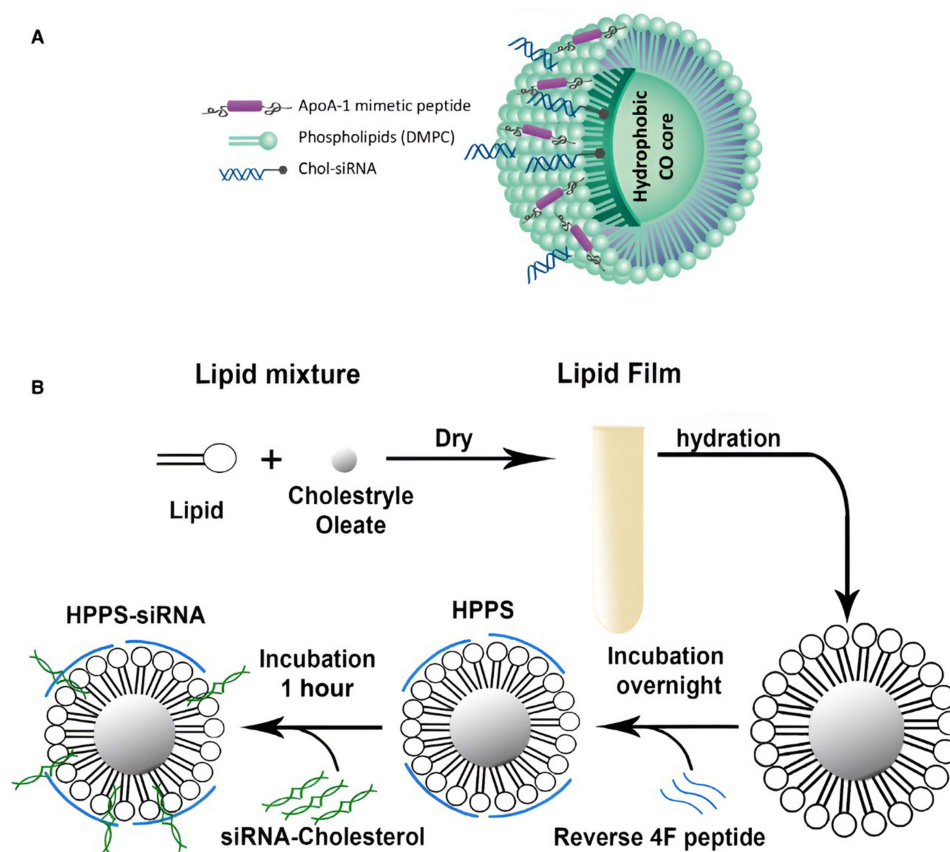 A
ApoA-1 mimetic peptide
Phospholipids (DMPC)
Chol-siRNA
Hydrophobic
CO core
B
Lipid mixture
Lipid Film
Lipid
+
Cholestryle
Oleate
Dry
hydration
HPPS-siRNA
Incubation
1 hour
siRNA-Cholesterol
HPPS
Incubation
overnight
Reverse 4F peptide